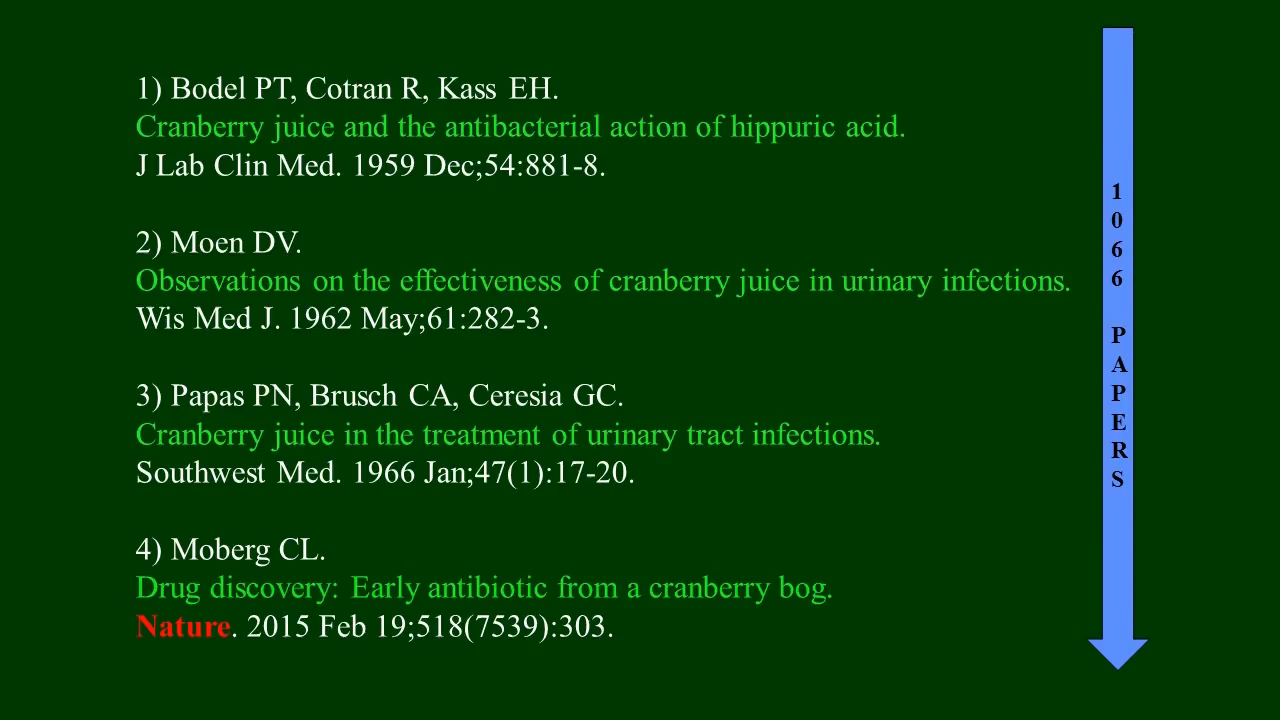 1) Bodel PT, Cotran R, Kass EH.
Cranberry juice and the antibacterial action of hippuric acid.
J Lab Clin Med. 1959 Dec;54:881-8.
2) Moen DV.
Observations on the effectiveness of cranberry juice in urinary infections.
Wis Med J. 1962 May;61:282-3.
3) Papas PN, Brusch CA, Ceresia GC.
Cranberry juice in the treatment of urinary tract infections.
Southwest Med. 1966 Jan;47(1):17-20.
4) Moberg CL.
Drug discovery: Early antibiotic from a cranberry bog.
Nature. 2015 Feb 19;518(7539):303.
1066 PAPERS